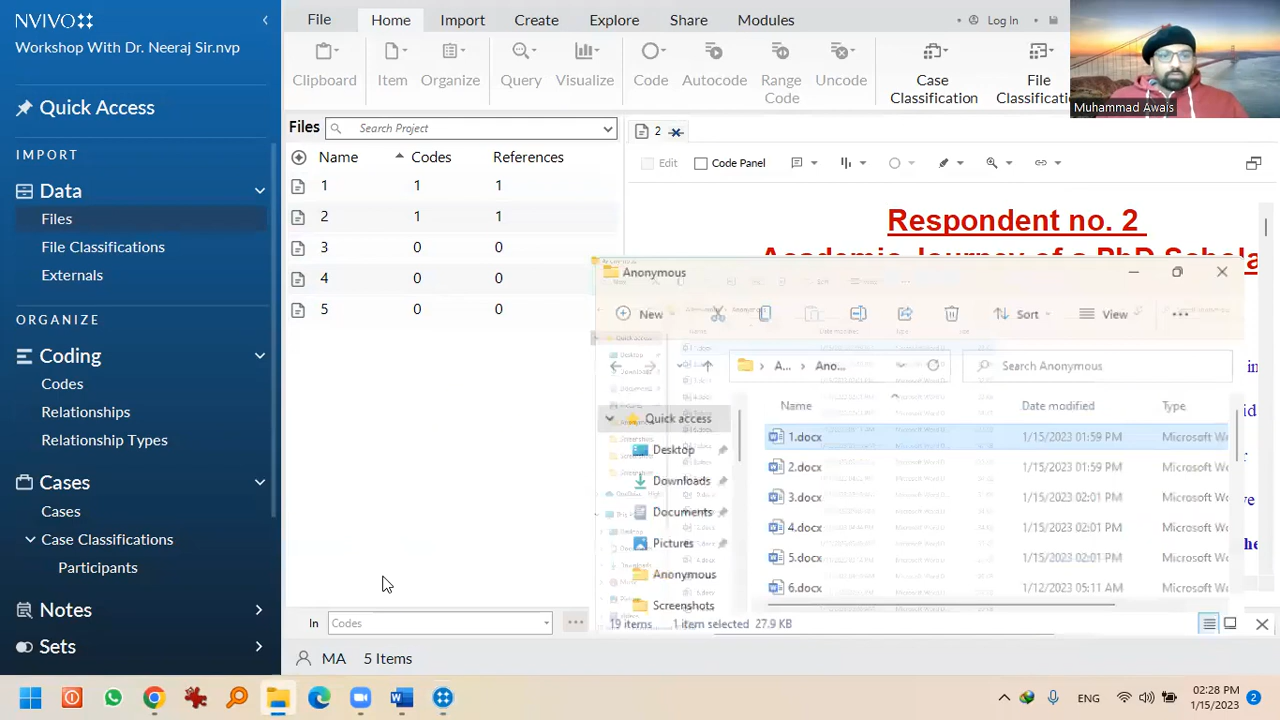 NVIVO
Workshop With Dr. Neeraj Sir.nvp
Quick Access
IMPORT
Data
Files
File Classifications
Externals
ORGANIZE
Coding
Codes
Relationships
Relationship Types
Cases
Cases
Case Classifications
Participants
Notes
Sets
File Home Import Create Explore Share Modules
Log In
Clipboard Item Organize Query Visualize Code Autocode Range Code Uncode Case Classification File
Muhammad Awais
Files Search Project
Name Codes References
1 1 1
2 1 1
3 0 0
4 0 0
5 0 0
In Codes
MA 5 Items
2
Edit Code Panel
Respondent no. 2
Academic Journey of a PhD
Anonymous
New Sort View
A... Ano... Search Anonymous
Quick access
Desktop
Downloads
Documents
Pictures
Anonymous
Screenshots
Name Date modified Type
1.docx 1/15/2023 01:59 PM Microsoft
2.docx 1/15/2023 01:59 PM Microsoft
3.docx 1/15/2023 02:01 PM Microsoft
4.docx 1/15/2023 02:01 PM Microsoft
5.docx 1/15/2023 02:01 PM Microsoft
6.docx 1/12/2023 05:11 AM Microsoft
19 items 1 item selected 27.9 KB
ENG 02:28 PM
1/15/2023 2